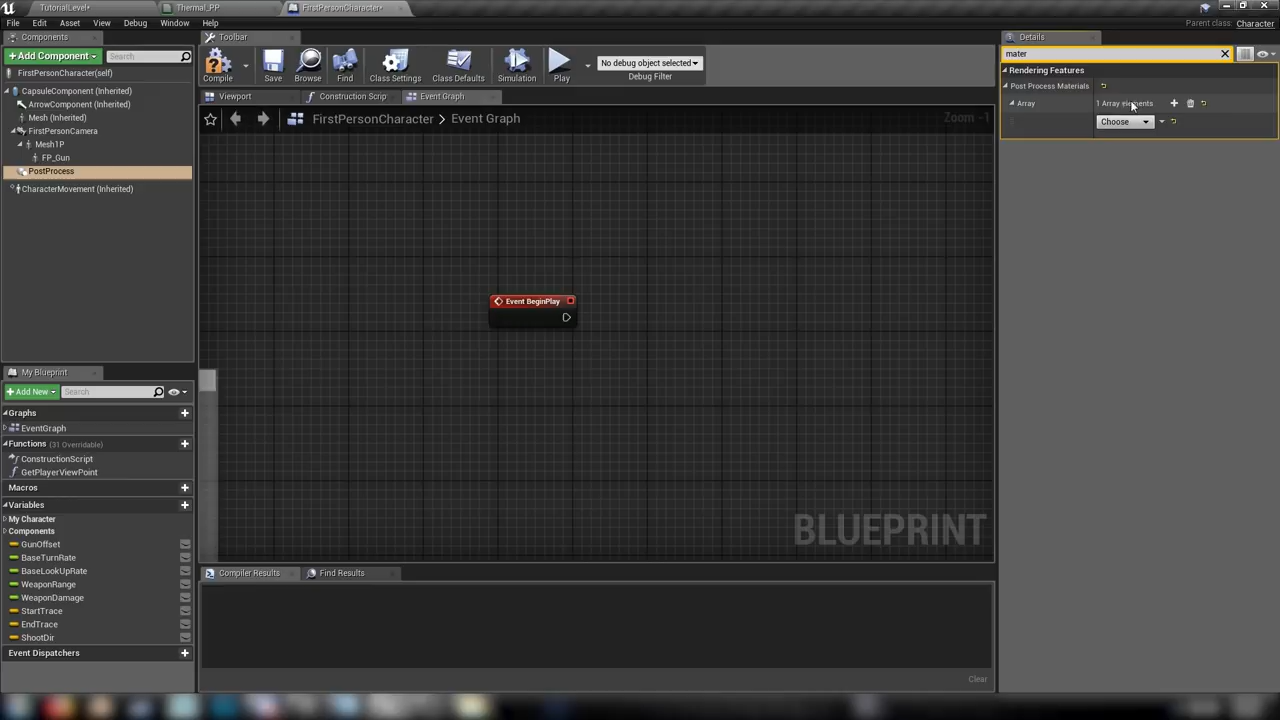 TutorialLevel*
Thermal_PP
FirstPersonCharacter*
File Edit Asset View Debug Window Help
Parent class: Character
Components
Toolbar
Details
+Add Component
Search
Compile
Save
Browse
Find
Class Settings
Class Defaults
Simulation
Play
No debug object selected
Debug Filter
mater
FirstPersonCharacter(self)
CapsuleComponent (Inherited)
ArrowComponent (Inherited)
Mesh (Inherited)
FirstPersonCamera
Mesh1P
FP_Gun
PostProcess
CharacterMovement (Inherited)
Viewport
Construction Scrip
Event Graph
FirstPersonCharacter > Event Graph
Zoom -1
Rendering Features
Post Process Materials
Array
1 Array elements
Choose
Event BeginPlay
BLUEPRINT
My Blueprint
+Add New
Search
Graphs
EventGraph
Functions (31 Overridable)
ConstructionScript
GetPlayerViewPoint
Macros
Variables
My Character
Components
GunOffset
BaseTurnRate
BaseLookUpRate
WeaponRange
WeaponDamage
StartTrace
EndTrace
ShootDir
Event Dispatchers
Compiler Results
Find Results
Clear